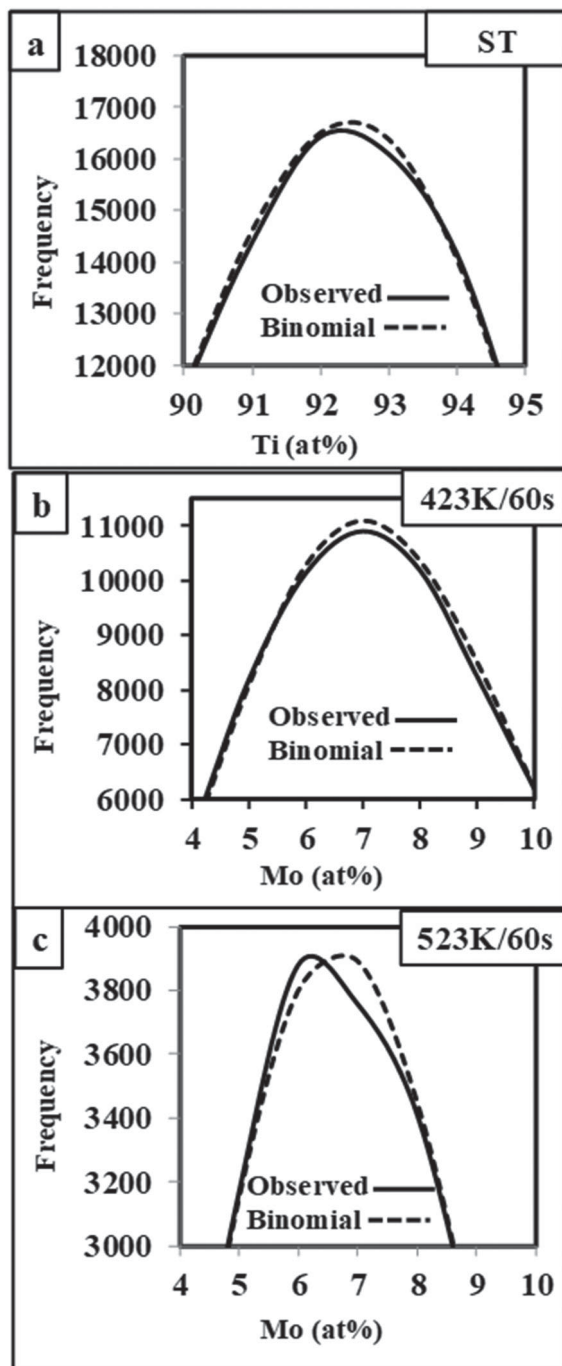 a
ST
18000
17000
16000
15000
14000
13000
12000
Frequency
Observed
Binomial
90 91 92 93 94 95
Ti (at%)
b
423K/60s
11000
10000
9000
8000
7000
6000
Frequency
Observed
Binomial
4 5 6 7 8 9 10
Mo (at%)
c
523K/60s
4000
3800
3600
3400
3200
3000
Frequency
Observed
Binomial
4 5 6 7 8 9 10
Mo (at%)